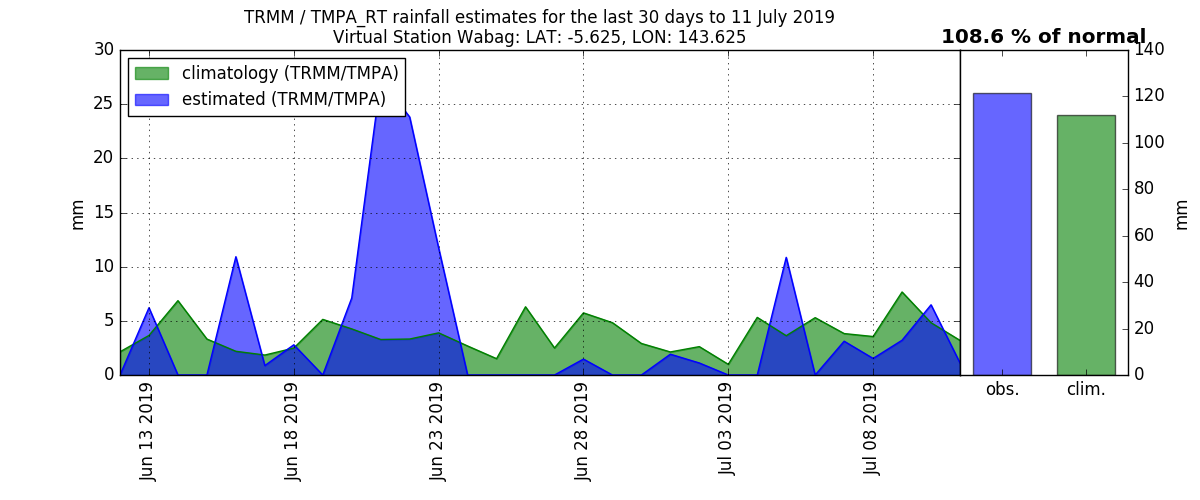 TRMM / TMPA_RT rainfall estimates for the last 30 days to 11 July 2019
Virtual Station Wabag: LAT: -5.625, LON: 143.625
108.6 % of normal
climatology (TRMM/TMPA)
estimated (TRMM/TMPA)
mm
30
25
20
15
10
5
0
Jun 13 2019
Jun 18 2019
Jun 23 2019
Jun 28 2019
Jul 03 2019
Jul 08 2019
obs.
clim.
140
120
100
80
60
40
20
0
mm